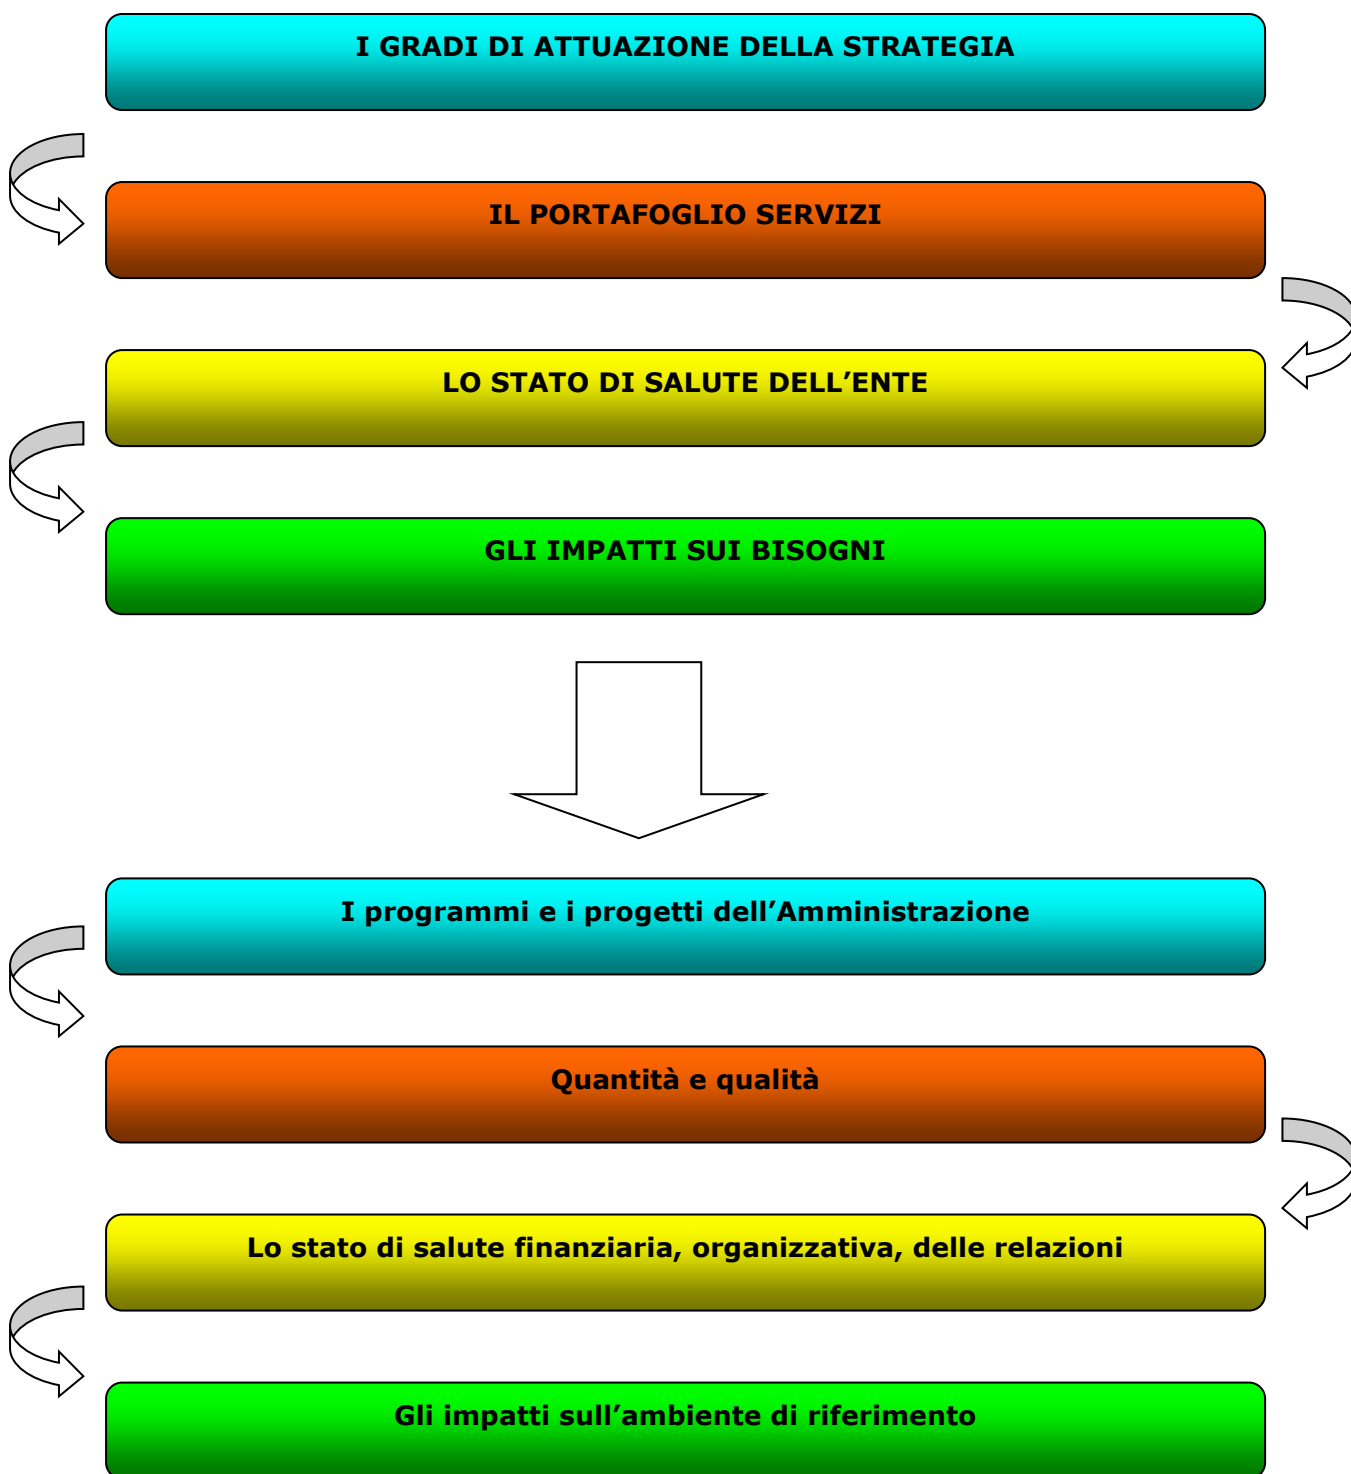 I GRADI DI ATTUAZIONE DELLA STRATEGIA
IL PORTAFOGLIO SERVIZI
LO STATO DI SALUTE DELL’ENTE
GLI IMPATTI SUI BISOGNI
I programmi e i progetti dell’Amministrazione
Quantità e qualità
Lo stato di salute finanziaria, organizzativa, delle relazioni
Gli impatti sull’ambiente di riferimento